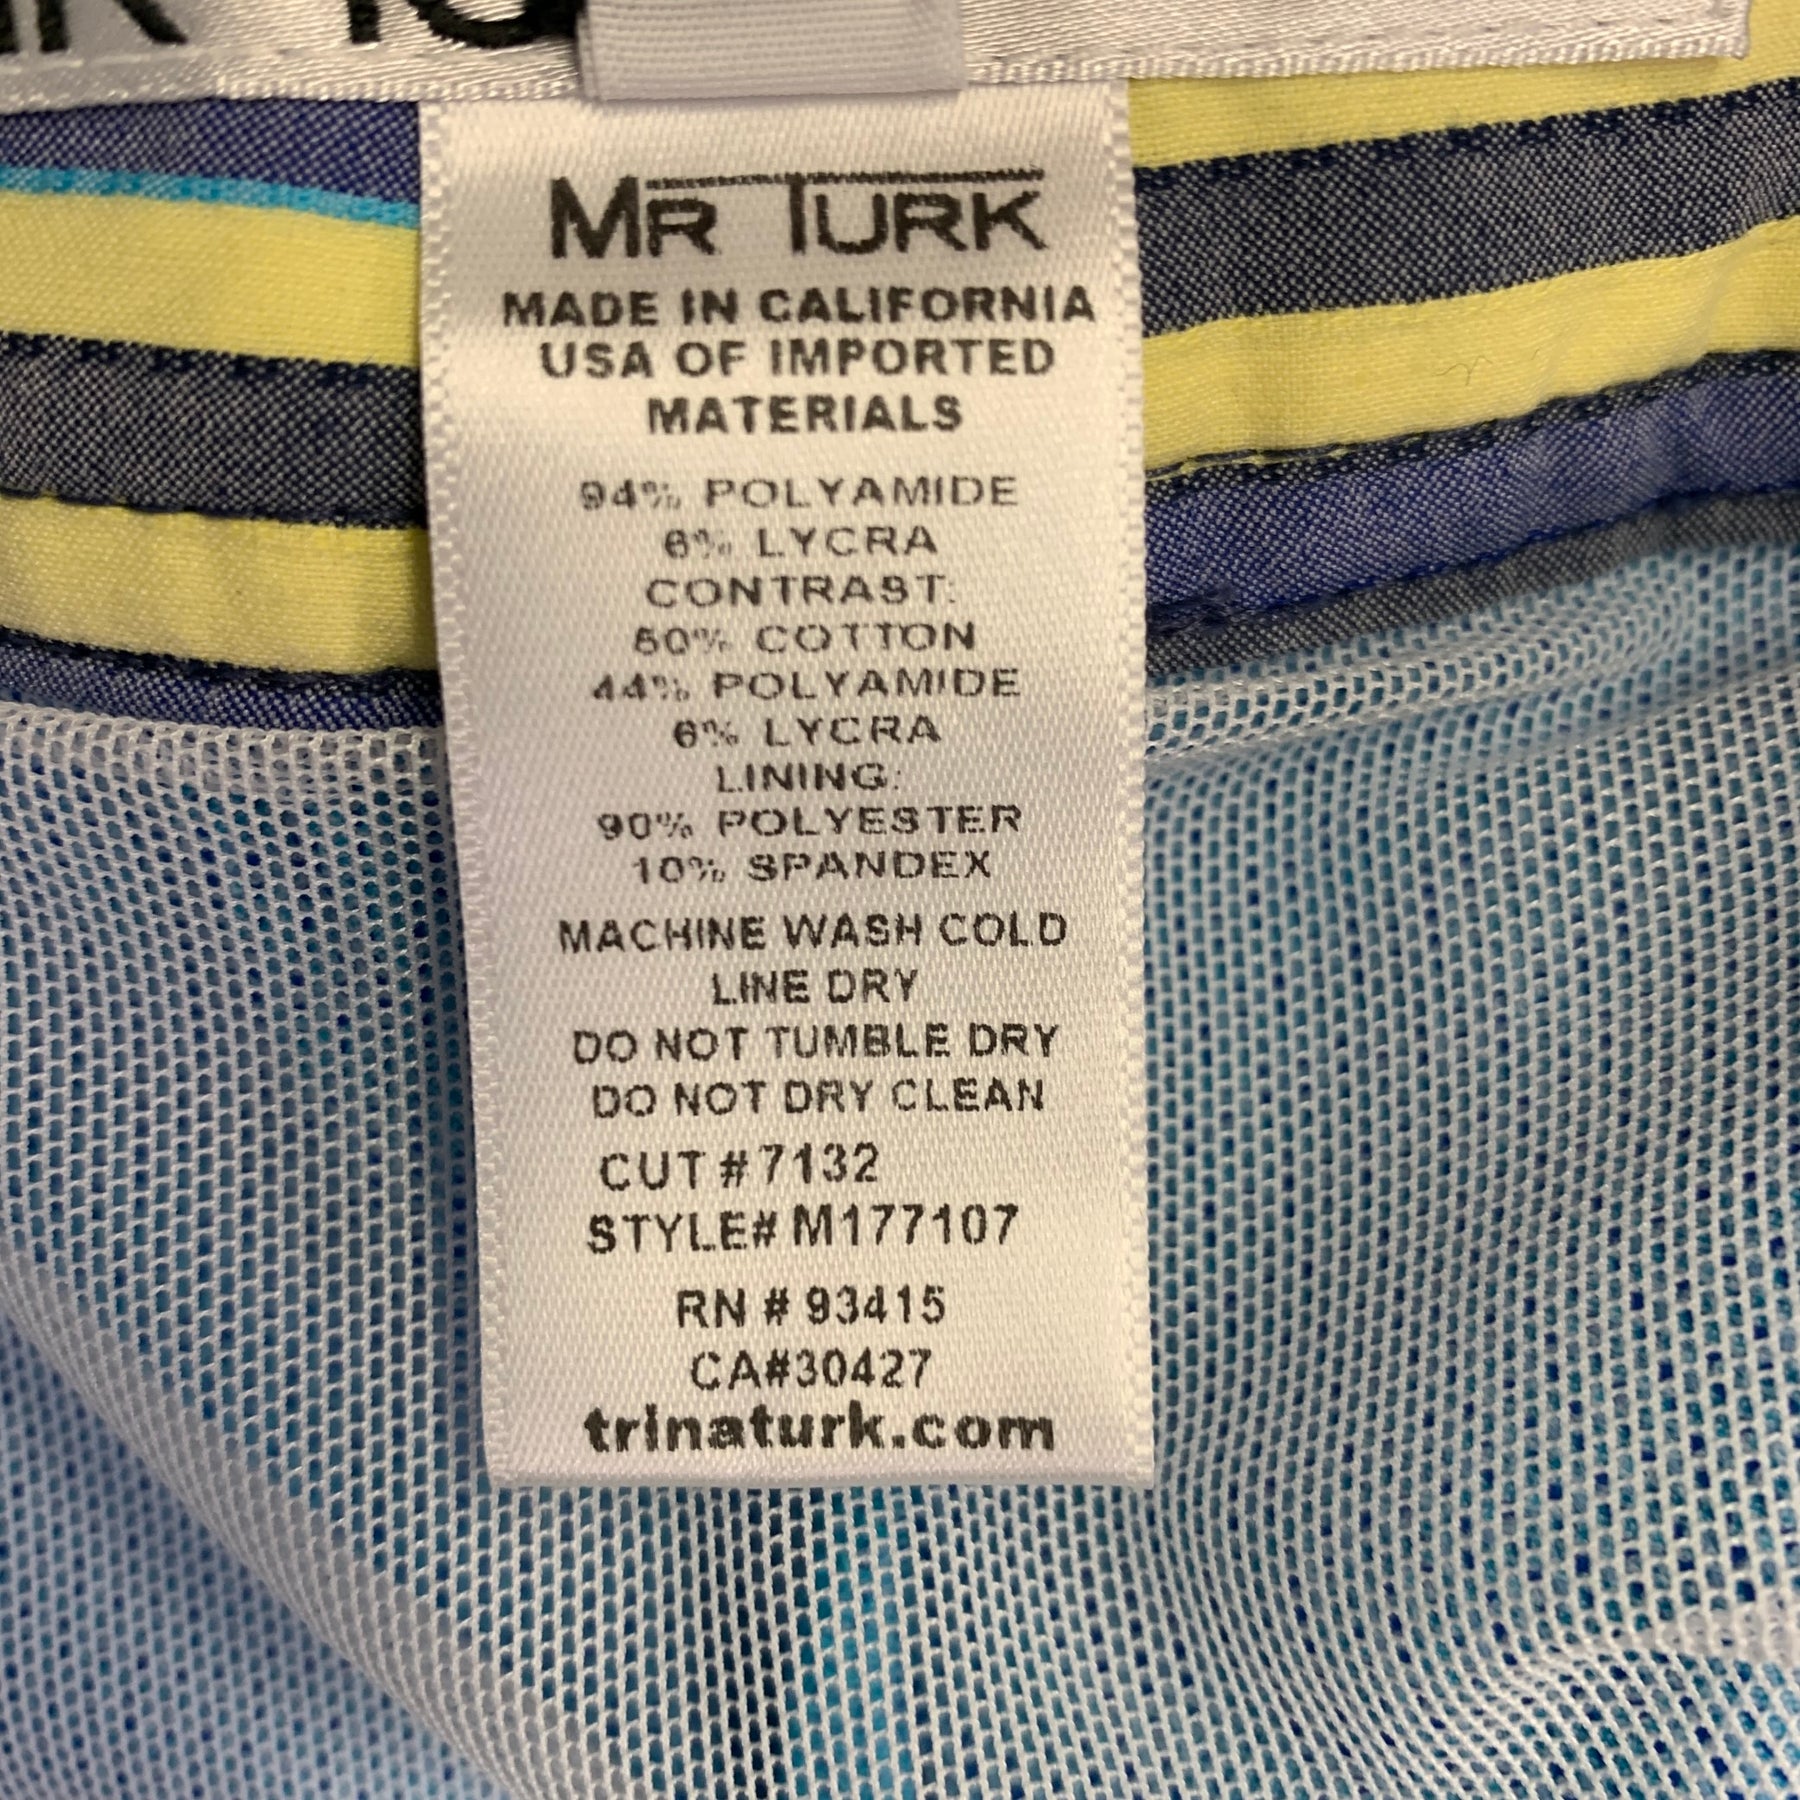 MR TURK
MADE IN CALIFORNIA
USA OF IMPORTED
MATERIALS
94% POLYAMIDE
6% LYCRA
CONTRAST:
50% COTTON
44% POLYAMIDE
6% LYCRA
LINING:
90% POLYESTER
10% SPANDEX
MACHINE WASH COLD
LINE DRY
DO NOT TUMBLE DRY
DO NOT DRY CLEAN
CUT # 7132
STYLE# M177107
RN # 93415
CA#30427
trinaturk.com